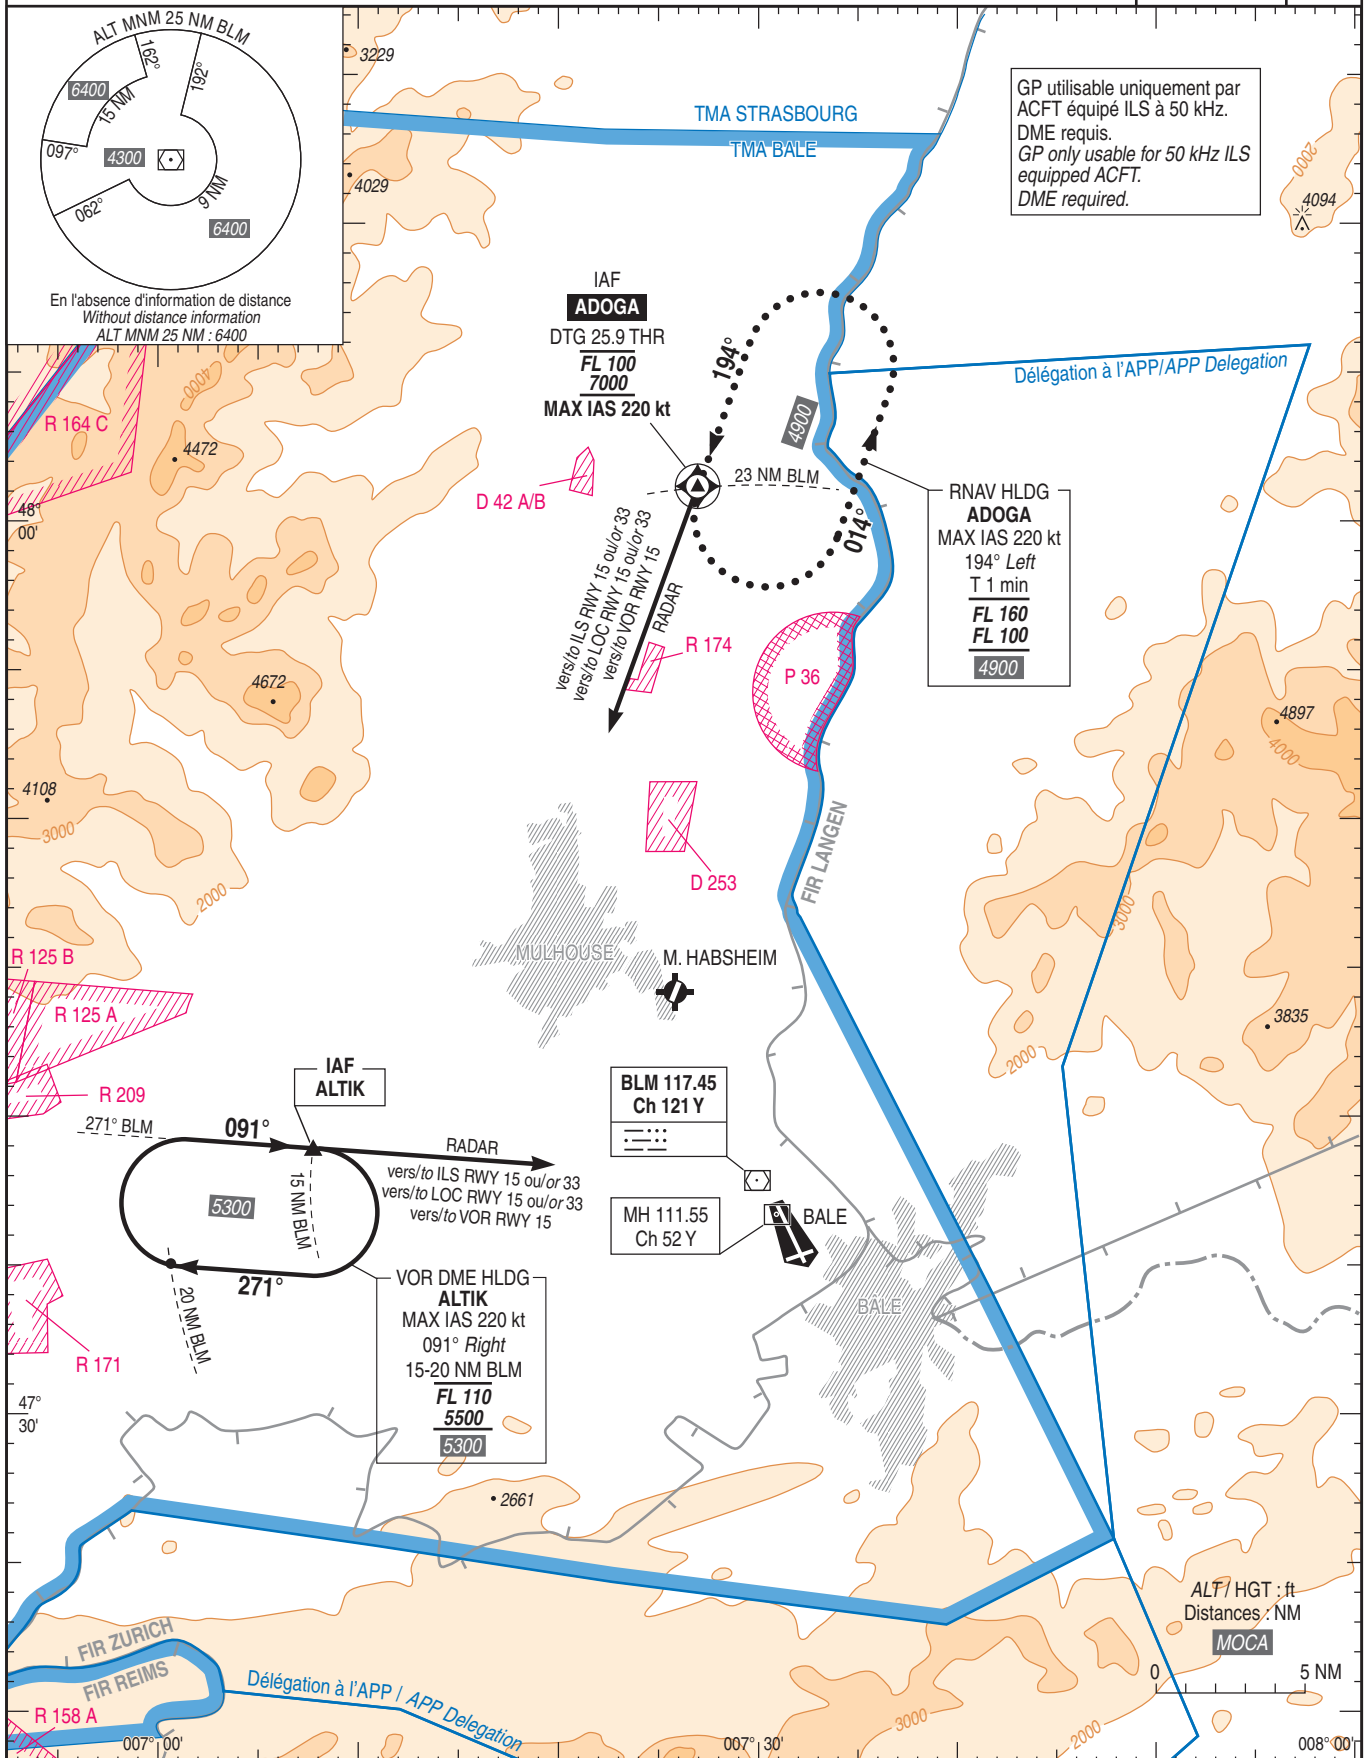 ALT MNM 25 NM BLM
162°
192°
6400
15 NM
097°
4300
062°
9 NM
6400
En l'absence d'information de distance
Without distance information
ALT MNM 25 NM : 6400
3229
4029
TMA STRASBOURG
TMA BALE
GP utilisable uniquement par
ACFT équipé ILS à 50 kHz.
DME requis.
GP only usable for 50 kHz ILS
equipped ACFT.
DME required.
2000
4094
IAF
ADOGA
DTG 25.9 THR
FL 100
7000
MAX IAS 220 kt
194°
4900
Délégation à l'APP/APP Delegation
R 164 C
4000
4472
D 42 A/B
23 NM BLM
014°
48°
00'
RNAV HLDG
ADOGA
MAX IAS 220 kt
194° Left
T 1 min
FL 160
FL 100
4900
vers/to ILS RWY 15 ou/or 33
vers/to LOC RWY 15 ou/or 33
vers/to VOR RWY 15
RADAR
R 174
P 36
4672
4897
4000
4108
3000
2000
D 253
FIR LANGEN
3000
MULHOUSE
M. HABSHEIM
R 125 B
R 125 A
3835
2000
R 209
IAF
ALTIK
BLM 117.45
Ch 121 Y
271° BLM
091°
RADAR
vers/to ILS RWY 15 ou/or 33
vers/to LOC RWY 15 ou/or 33
vers/to VOR RWY 15
15 NM BLM
5300
MH 111.55
Ch 52 Y
BALE
271°
20 NM BLM
VOR DME HLDG
ALTIK
MAX IAS 220 kt
091° Right
15-20 NM BLM
FL 110
5500
5300
BALE
R 171
47°
30'
2661
ALT / HGT : ft
Distances : NM
MOCA
0
5 NM
FIR ZURICH
FIR REIMS
Délégation à l'APP / APP Delegation
R 158 A
3000
2000
007° 00'
007° 30'
008° 00'